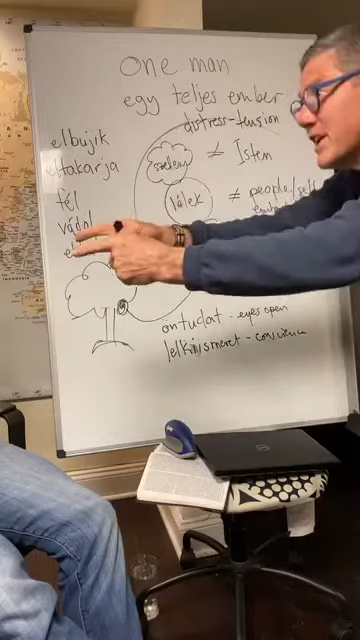 One man
egy teljes ember
distress-tension
elbujik
eltakarja
fél
vádol
szellem
≠ Isten
lélek
≠ people/self
öntudat - eyes open
lelkiismeret - conscience